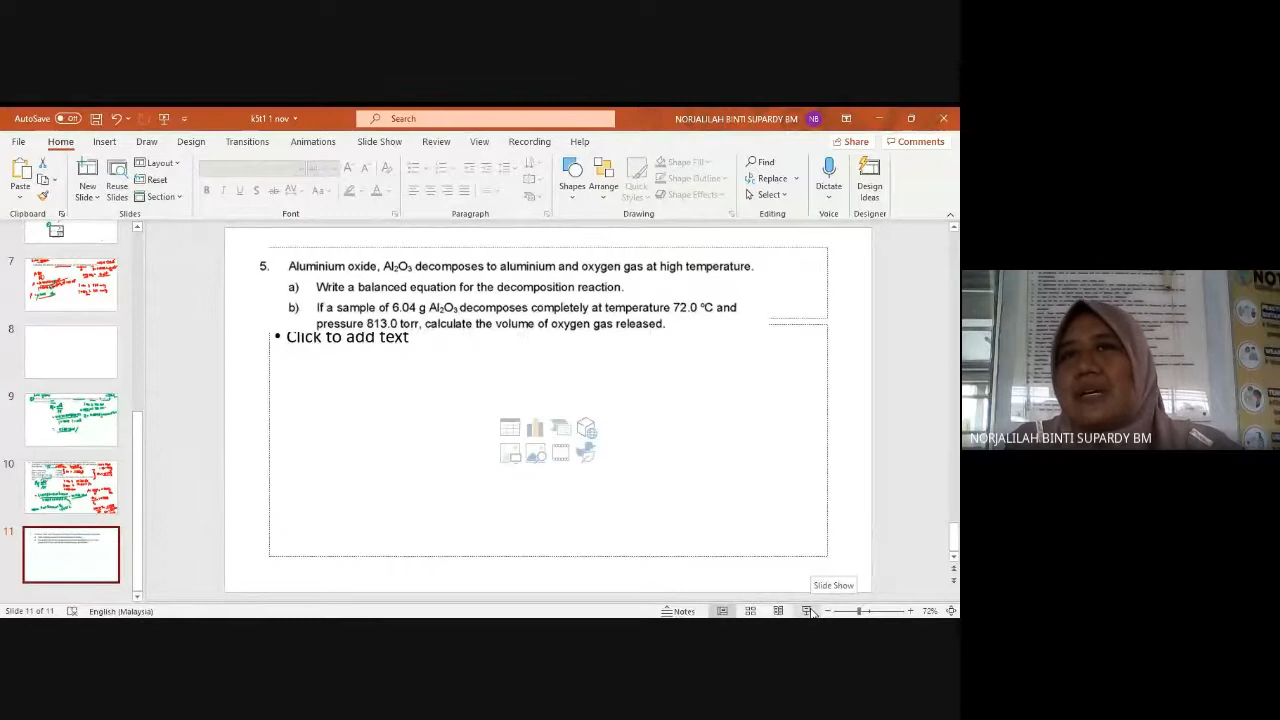 AutoSave
Off
k5t1 1 nov
Search
NORJALILAH BINTI SUPARDY BM
NB
File
Home
Insert
Draw
Design
Transitions
Animations
Slide Show
Review
View
Recording
Help
Share
Comments
Paste
New
Slide
Reuse
Slides
Layout
Reset
Section
Shapes
Arrange
Quick
Styles
Shape Fill
Shape Outline
Shape Effects
Find
Replace
Select
Dictate
Design
Ideas
Clipboard
Slides
Font
Paragraph
Drawing
Editing
Voice
Designer
7
8
9
10
11
5. Aluminium oxide, Al₂O₃ decomposes to aluminium and oxygen gas at high temperature.
a) Write a balanced equation for the decomposition reaction.
b) If a sample of 6.04 g Al₂O₃ decomposes completely at temperature 72.0 ºC and
pressure 813.0 torr, calculate the volume of oxygen gas released.
• Click to add text
Slide Show
Slide 11 of 11
English (Malaysia)
Notes
72%
NORJALILAH BINTI SUPARDY BM